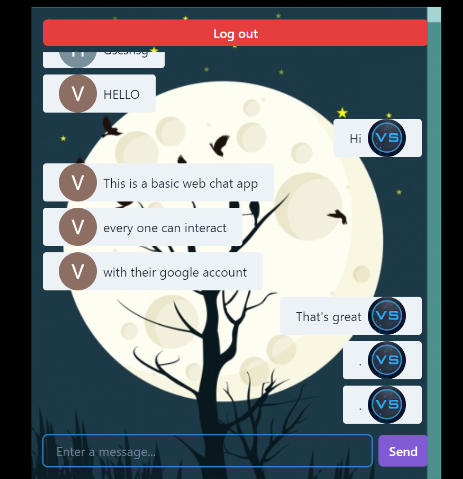 Log out
V HELLO
Hi VS
V This is a basic web chat app
V every one can interact
V with their google account
That's great VS
. VS
. VS
Enter a message... Send